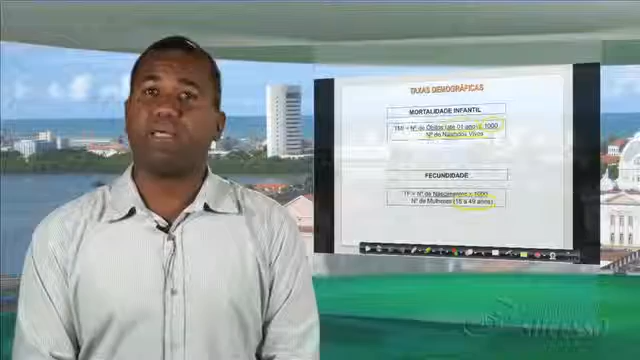 TAXAS DEMOGRÁFICAS
MORTALIDADE INFANTIL
TMI = Nº de Óbitos (até 01 ano) x 1000
Nº de Nascidos Vivos
FECUNDIDADE
TF = Nº de Nascimentos x 1000
Nº de Mulheres (15 a 49 anos)